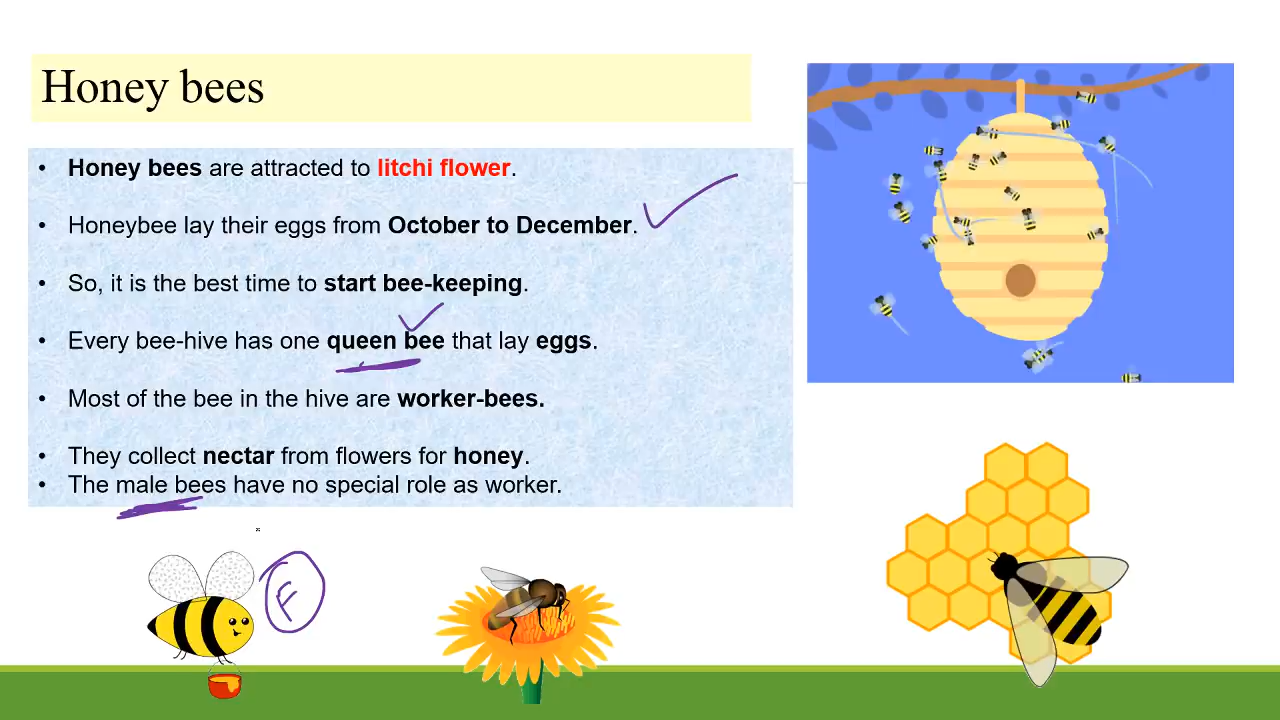 Honey bees
• Honey bees are attracted to litchi flower.
• Honeybee lay their eggs from October to December.
• So, it is the best time to start bee-keeping.
• Every bee-hive has one queen bee that lay eggs.
• Most of the bee in the hive are worker-bees.
• They collect nectar from flowers for honey.
• The male bees have no special role as worker.
F